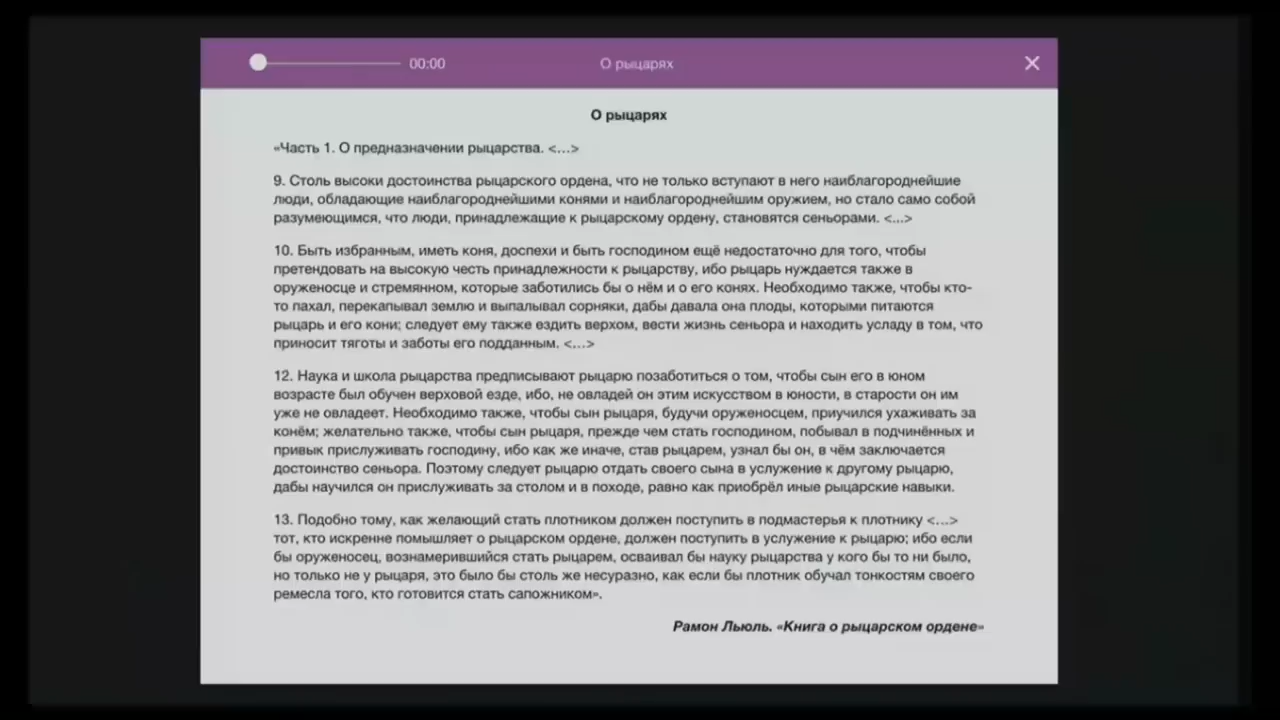 00:00
О рыцарях
О рыцарях
«Часть 1. О предназначении рыцарства. <…>
9. Столь высоки достоинства рыцарского ордена, что не только вступают в него наиблагороднейшие
люди, обладающие наиблагороднейшими конями и наиблагороднейшим оружием, но стало само собой
разумеющимся, что люди, принадлежащие к рыцарскому ордену, становятся сеньорами. <...>
10. Быть избранным, иметь коня, доспехи и быть господином ещё недостаточно для того, чтобы
претендовать на высокую честь принадлежности к рыцарству, ибо рыцарь нуждается также в
оруженосце и стремянном, которые заботились бы о нём и о его конях. Необходимо также, чтобы кто-
то пахал, перекапывал землю и выпалывал сорняки, дабы давала она плоды, которыми питаются
рыцарь и его кони; следует ему также ездить верхом, вести жизнь сеньора и находить усладу в том, что
приносит тяготы и заботы его подданным. <…>
12. Наука и школа рыцарства предписывают рыцарю позаботиться о том, чтобы сын его в юном
возрасте был обучен верховой езде, ибо, не овладей он этим искусством в юности, в старости он им
уже не овладеет. Необходимо также, чтобы сын рыцаря, будучи оруженосцем, приучился ухаживать за
конём; желательно также, чтобы сын рыцаря, прежде чем стать господином, побывал в подчинённых и
привык прислуживать господину, ибо как же иначе, став рыцарем, узнал бы он, в чём заключается
достоинство сеньора. Поэтому следует рыцарю отдать своего сына в услужение к другому рыцарю,
дабы научился он прислуживать за столом и в походе, равно как приобрёл иные рыцарские навыки.
13. Подобно тому, как желающий стать плотником должен поступить в подмастерья к плотнику <…>
тот, кто искренне помышляет о рыцарском ордене, должен поступить в услужение к рыцарю; ибо если
бы оруженосец, вознамерившийся стать рыцарем, осваивал бы науку рыцарства у кого бы то ни было,
но только не у рыцаря, это было бы столь же несуразно, как если бы плотник обучал тонкостям своего
ремесла того, кто готовится стать сапожником».
Рамон Льюль. «Книга о рыцарском ордене»